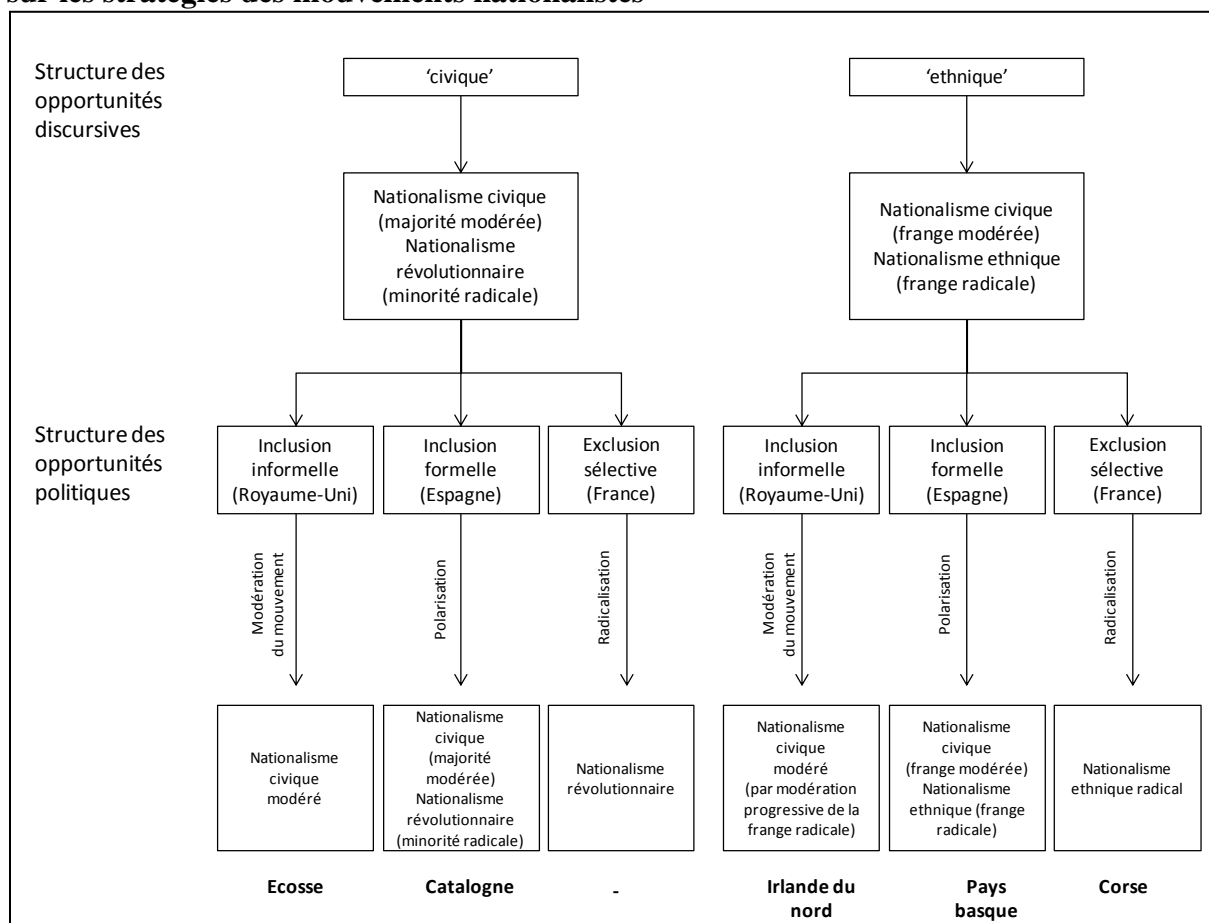 sur les stratégies des mouvements nationalistes
Structure des
opportunités
discursives
'civique'
'ethnique'
Nationalisme civique
(majorité modérée)
Nationalisme
révolutionnaire
(minorité radicale)
Nationalisme civique
(frange modérée)
Nationalisme ethnique
(frange radicale)
Structure des
opportunités
politiques
Inclusion
informelle
(Royaume-Uni)
Inclusion
formelle
(Espagne)
Exclusion
sélective
(France)
Inclusion
informelle
(Royaume-Uni)
Inclusion
formelle
(Espagne)
Exclusion
sélective
(France)
Modération
du mouvement
Polarisation
Radicalisation
Modération
du mouvement
Polarisation
Radicalisation
Nationalisme
civique
modéré
Nationalisme
civique
(majorité
modérée)
Nationalisme
révolutionnaire
(minorité radicale)
Nationalisme
révolutionnaire
Nationalisme
civique
modéré
(par modération
progressive de la
frange radicale)
Nationalisme
civique
(frange modérée)
Nationalisme
ethnique (frange
radicale)
Nationalisme
ethnique radical
Ecosse
Catalogne
-
Irlande du
nord
Pays
basque
Corse